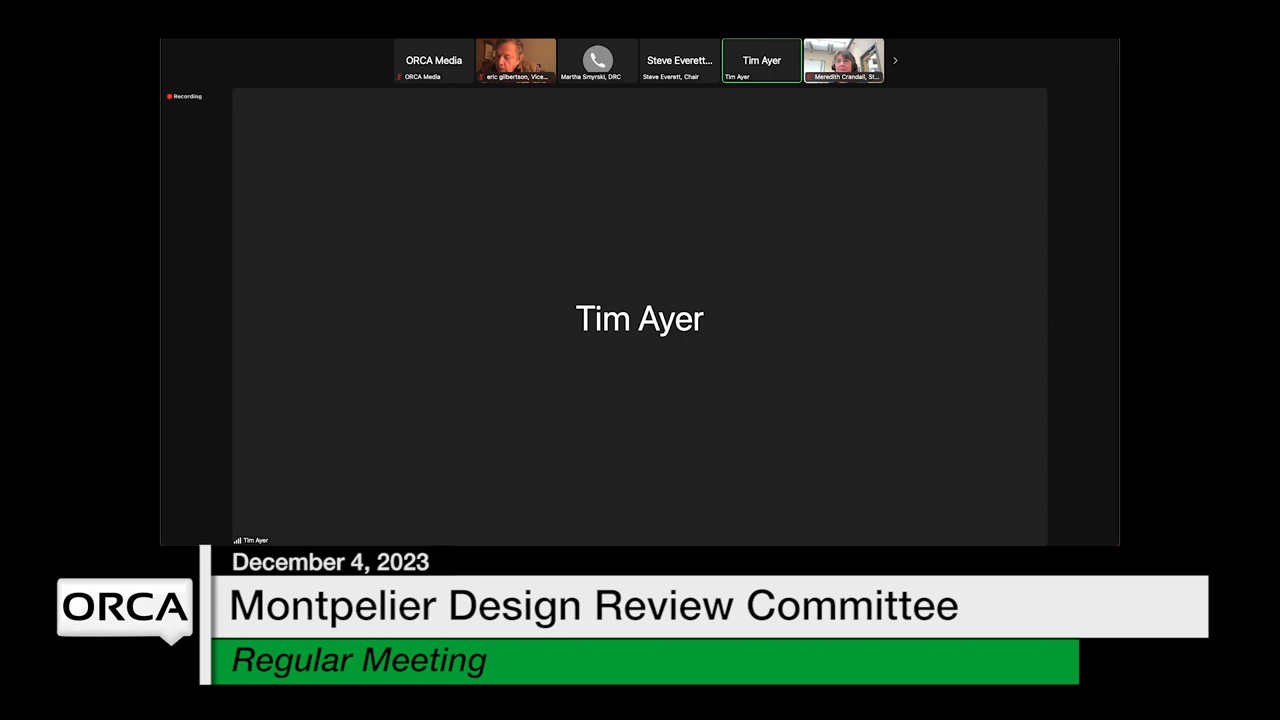 ORCA Media
Steve Everett...
Tim Ayer
ORCA Media
eric gilbertson, Vice...
Martha Smyrski, DRC
Steve Everett, Chair
Tim Ayer
Meredith Crandall, St...
Recording
Tim Ayer
Tim Ayer
December 4, 2023
ORCA
Montpelier Design Review Committee
Regular Meeting